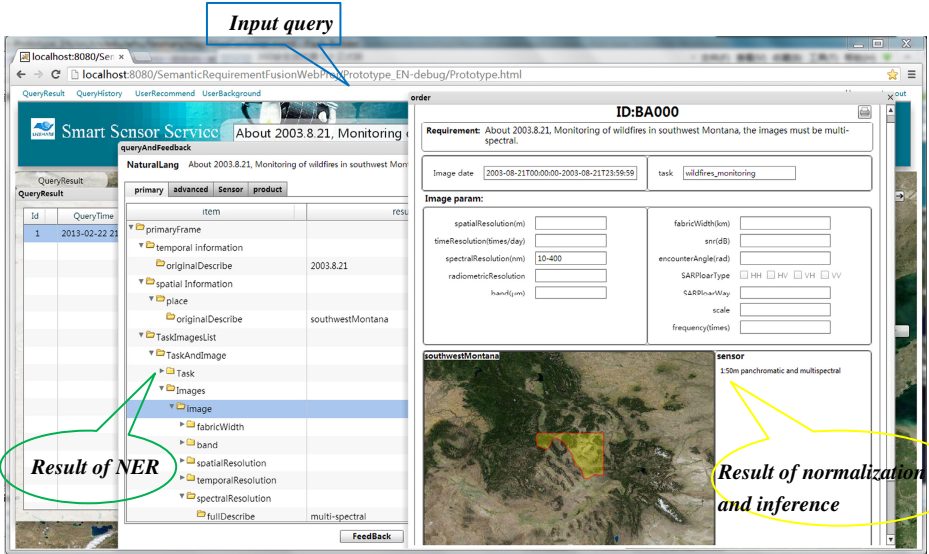 Input query
localhost:8080/Sen
localhost:8080/SemanticRequirementFusionWebProj/Prototype_EN-debug/Prototype.html
QueryResult QueryHistory UserRecommend UserBackground
out
Smart Sensor Service
About 2003.8.21, Monitoring
queryAndFeedback
NaturalLang About 2003.8.21, Monitoring of wildfires in southwest Mon
QueryResult
QueryResult
Id QueryTime
1 2013-02-22 21
primary advanced Sensor product
item resu
primaryFrame
temporal information
originalDescribe 2003.8.21
spatial Information
place
originalDescribe southwestMontana
TaskImagesList
TaskAndImage
Task
Images
Image
fabricWidth
band
spatialResolution
temporalResolution
spectralResolution
fullDescribe multi-spectral
FeedBack
Result of NER
order
ID:BA000
Requirement: About 2003.8.21, Monitoring of wildfires in southwest Montana, the images must be multi-
spectral.
Image date 2003-08-21T00:00:00-2003-08-21T23:59:59 task wildfires_monitoring
Image param:
spatialResolution(m)
timeResolution(times/day)
spectralResolution(nm) 10-400
radiometricResolution
band(μm)
fabricWidth(km)
snr(dB)
encounterAngle(rad)
SARPloarType HH HV VH VV
SARPloarWay
scale
frequency(times)
southwestMontana
sensor
1:50m panchromatic and multispectral
Result of normalization
and inference